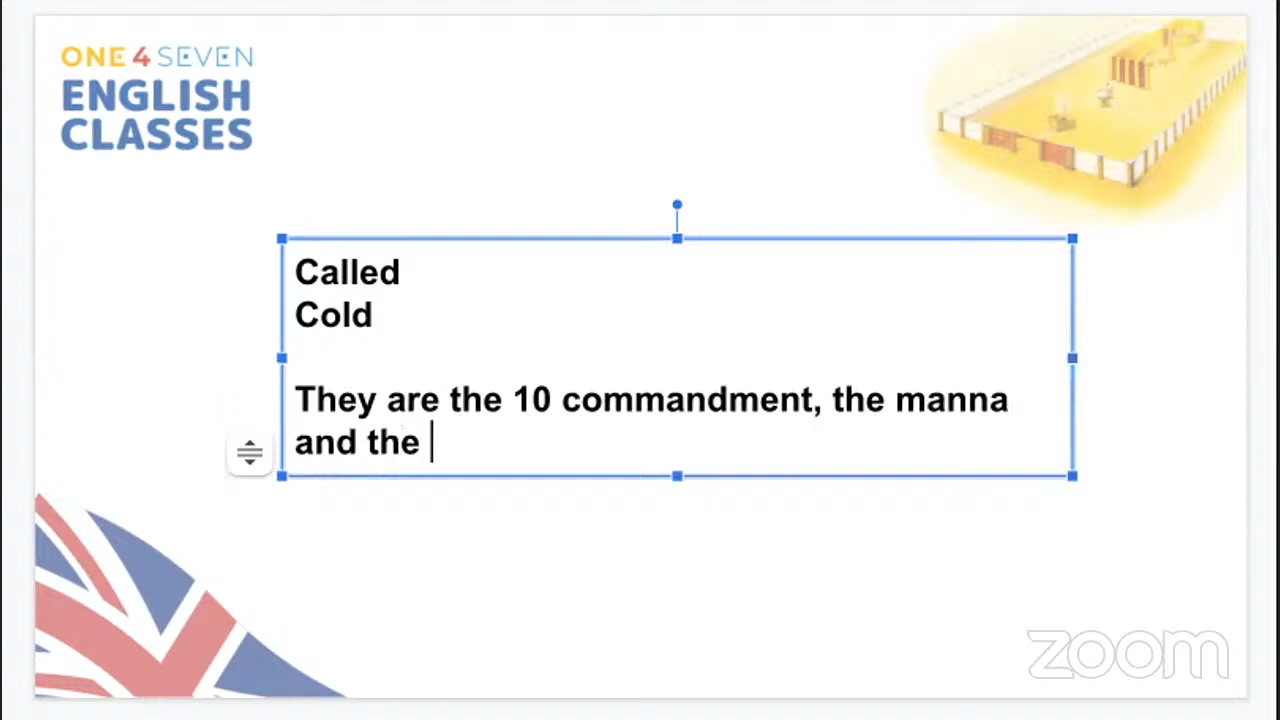 ONE 4 SEVEN
ENGLISH
CLASSES
Called
Cold
They are the 10 commandment, the manna
and the
zoom